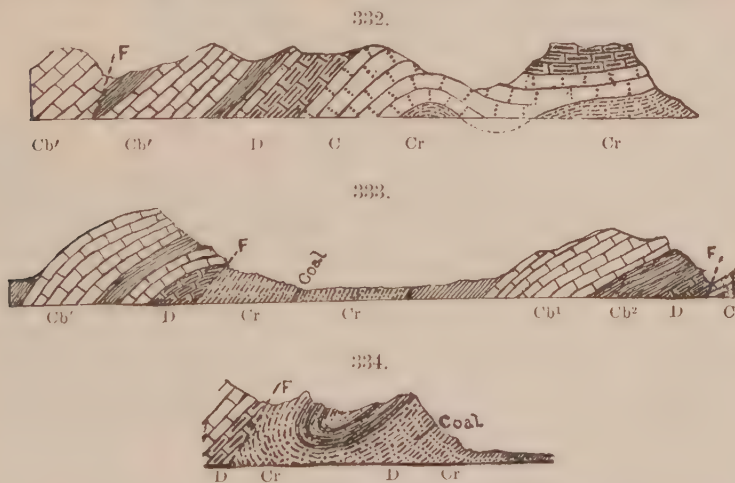 332.
F
Cb′ Cb′ D C Cr Cr
333.
F Coal F
Cb′ D Cr Cr Cb¹ Cb² D C
334.
F
Coal
D Cr D Cr